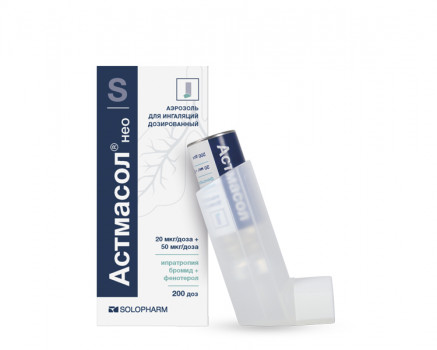 S
АЭРОЗОЛЬ
ДЛЯ ИНГАЛЯЦИЙ
ДОЗИРОВАННЫЙ
Астмасол® нео
20 мкг/доза +
50 мкг/доза
ипратропия
бромид +
фенотерол
200 доз
SOLOPHARM
Астмасол
200